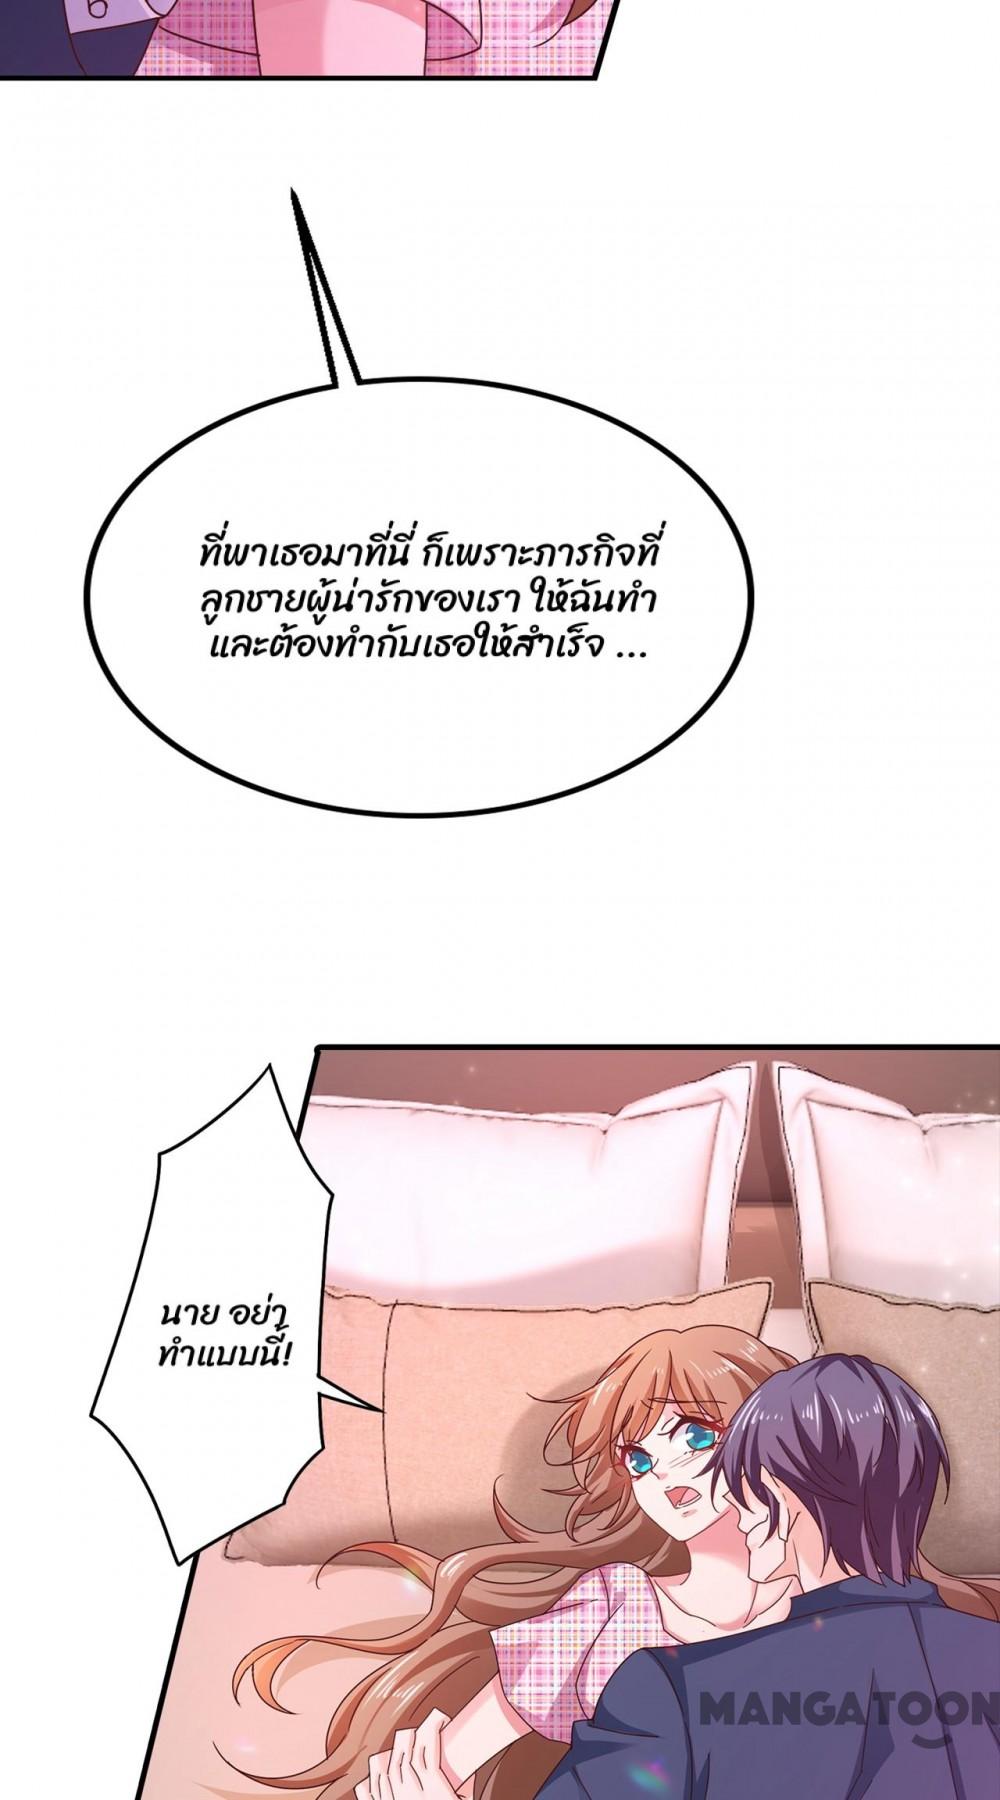 ที่พาเธอมาที่นี่ ก็เพราะภารกิจที่
ลูกชายผู้น่ารักของเรา ให้ฉันทำ
และต้องทำกับเธอให้สำเร็จ ...
นาย อย่า
ทำแบบนี้!
MANGATOON